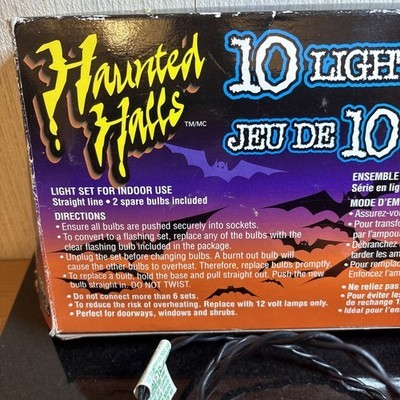 Haunted
Halls
TM/MC
10 LIGHT
JEU DE 10
LIGHT SET FOR INDOOR USE
Straight line • 2 spare bulbs included
DIRECTIONS
• Ensure all bulbs are pushed securely into sockets.
• To convert to a flashing set, replace any of the bulbs with the
clear flashing bulb included in the package.
• Unplug the set before changing bulbs. A burnt out bulb will
cause the other bulbs to overheat. Therefore, replace bulbs promptly.
• To replace a bulb, hold the base and pull straight out. Push the new
bulb straight in. DO NOT TWIST.
• Do not connect more than 6 sets.
• To reduce the risk of overheating. Replace with 12 volt lamps only.
• Perfect for doorways, windows and shrubs.
ENSEMBLE
Série en lig
MODE D'EM
• Assurez-vo
• Pour transfo
par l'ampou
• Débranchez
tarder les am
• Pour remplac
Enfoncez l'am
• Ne reliez pas
• Pour éviter les
de rechange 1
• Idéal pour l'en